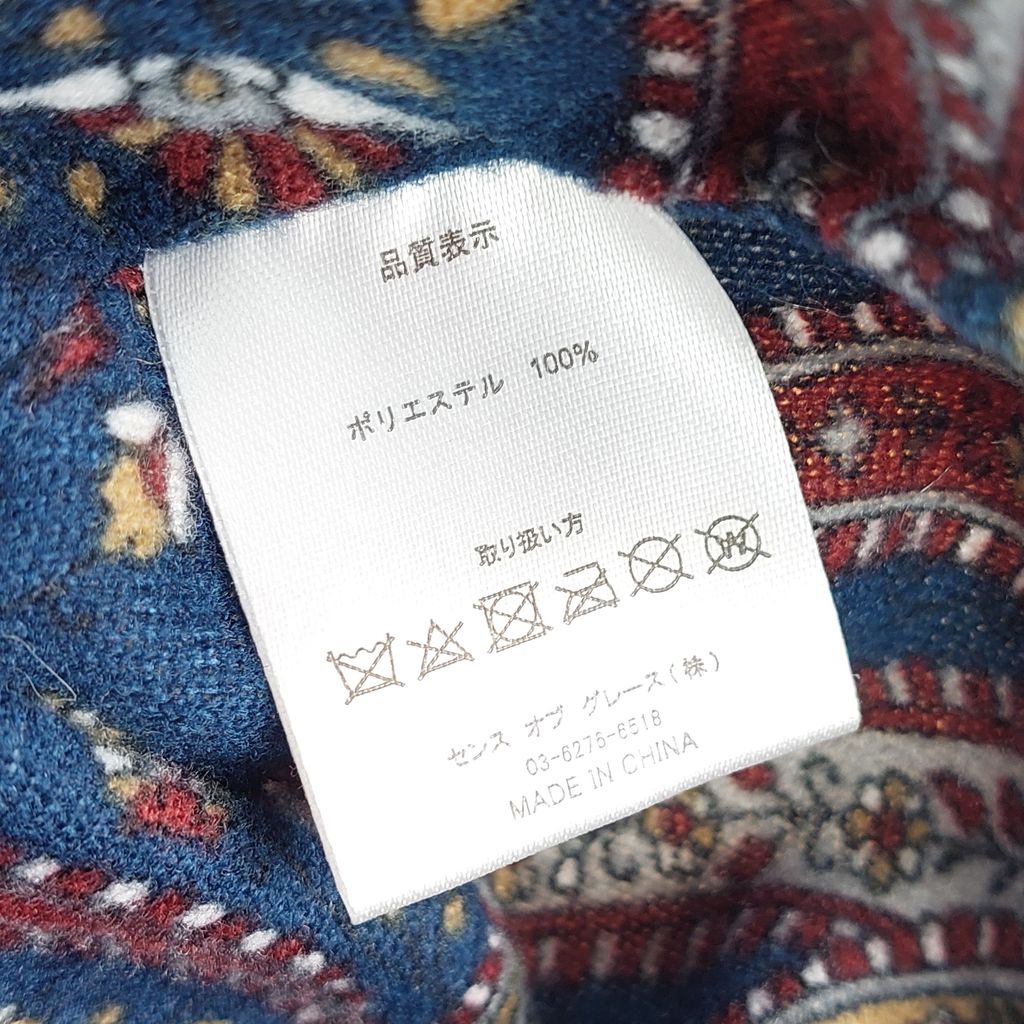 品質表示
ポリエステル 100%
取り扱い方
センス オブ グレース(株)
03-6275-6518
MADE IN CHINA